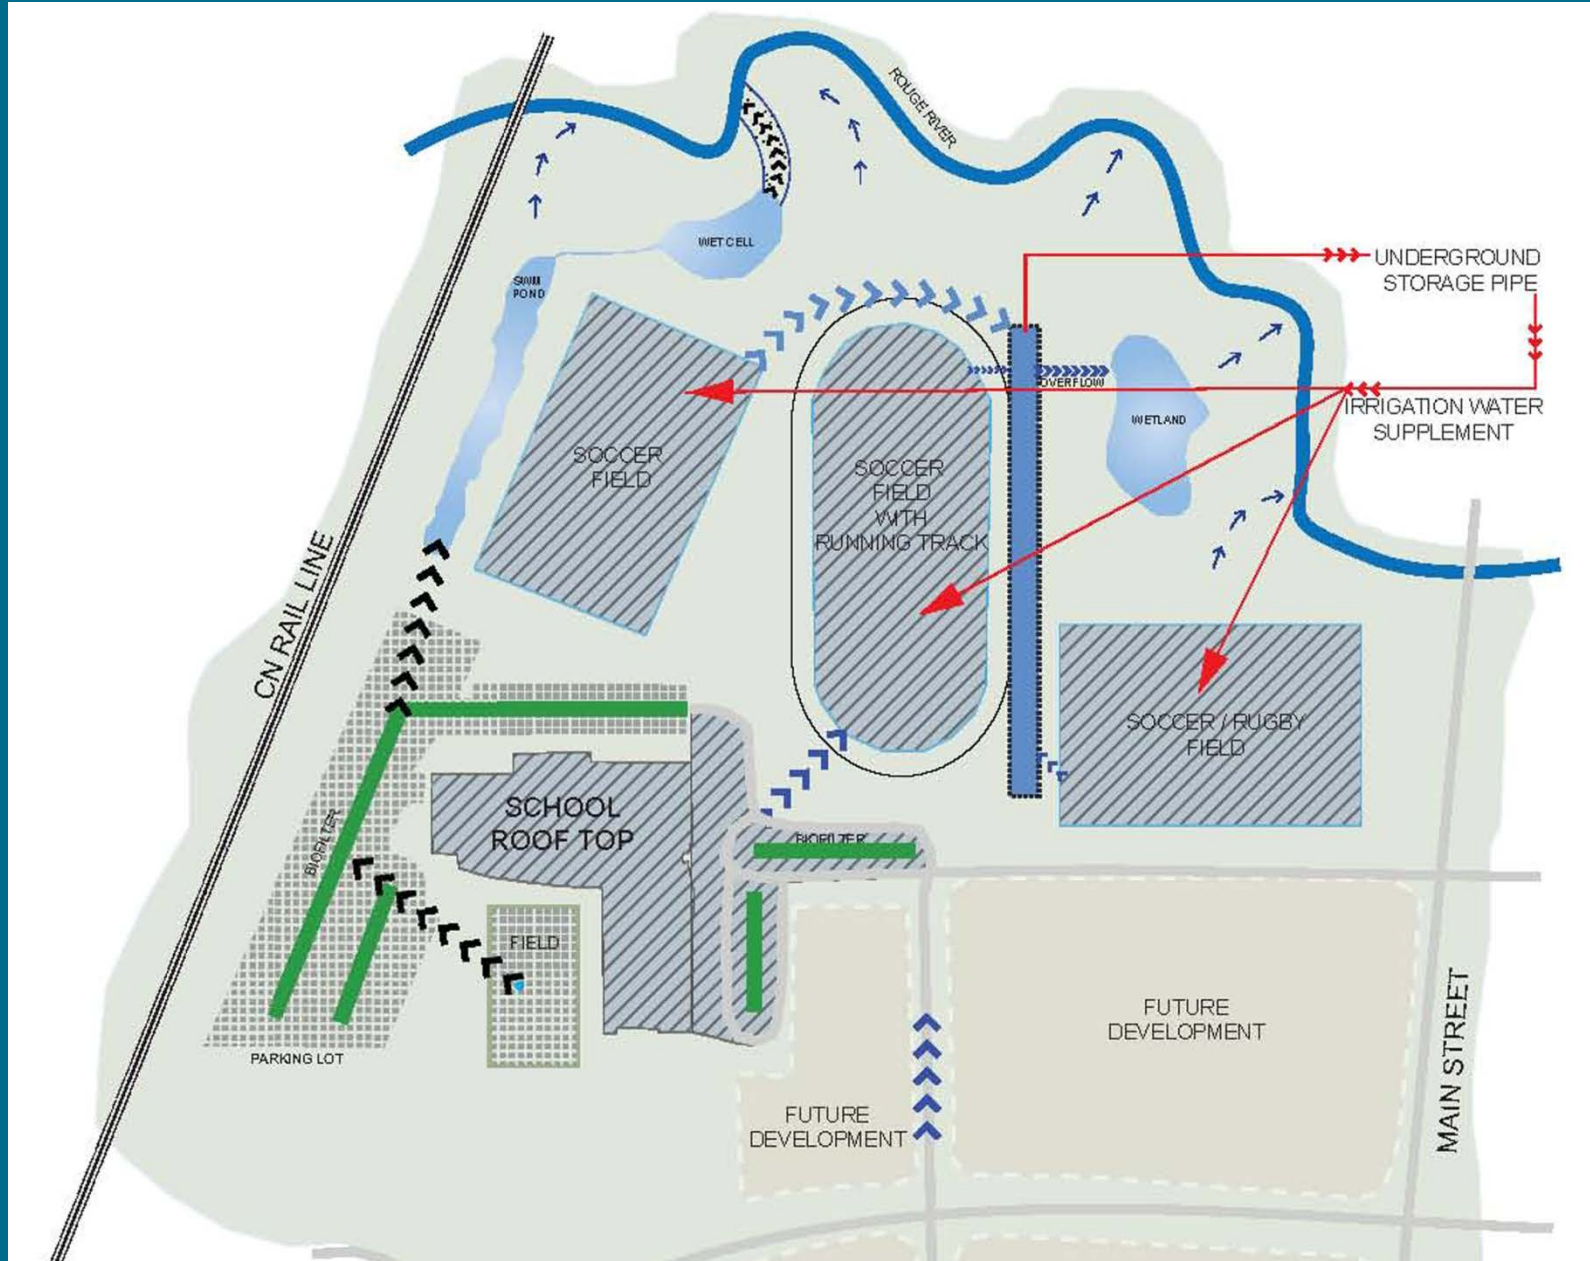 ROUGE RIVER
WET CELL
SWM
POND
UNDERGROUND
STORAGE PIPE
OVERFLOW
IRRIGATION WATER
SUPPLEMENT
WETLAND
SOCCER
FIELD
SOCCER
FIELD
WITH
RUNNING TRACK
CN RAIL LINE
SOCCER / RUGBY
FIELD
SCHOOL
ROOF TOP
BIOFILTER
BIOFILTER
FIELD
PARKING LOT
FUTURE
DEVELOPMENT
FUTURE
DEVELOPMENT
MAIN STREET